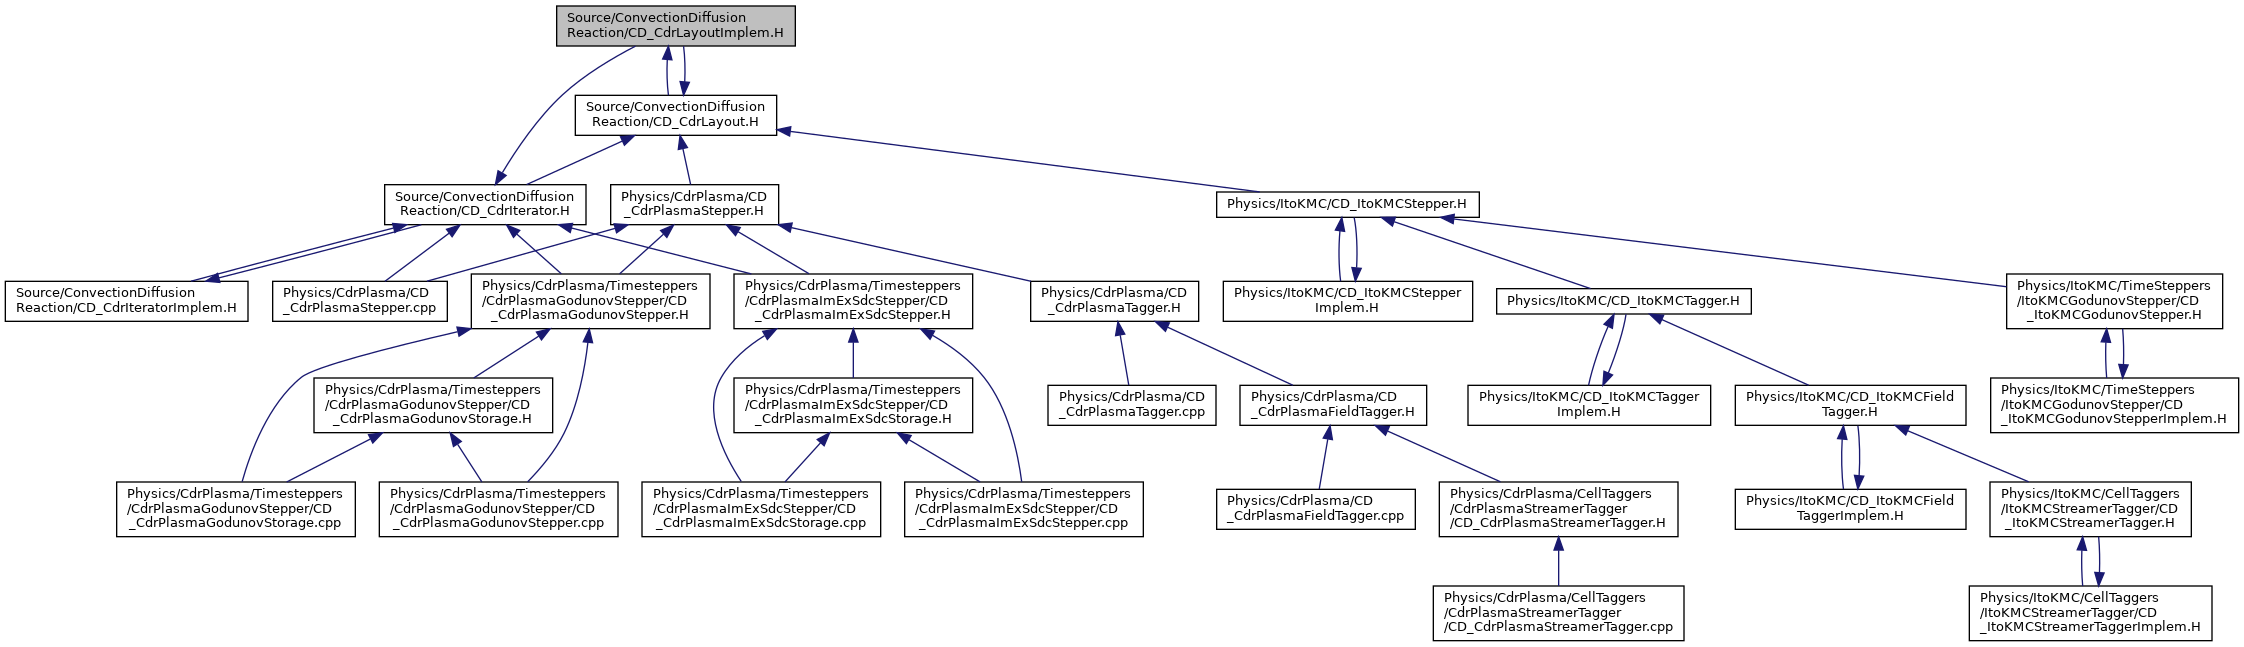 Source/ConvectionDiffusion
Reaction/CD_CdrLayoutImplem.H
Source/ConvectionDiffusion
Reaction/CD_CdrLayout.H
Source/ConvectionDiffusion
Reaction/CD_CdrIterator.H
Physics/CdrPlasma/CD
_CdrPlasmaStepper.H
Physics/ItoKMC/CD_ItoKMCStepper.H
Source/ConvectionDiffusion
Reaction/CD_CdrIteratorImplem.H
Physics/CdrPlasma/CD
_CdrPlasmaStepper.cpp
Physics/CdrPlasma/Timesteppers
/CdrPlasmaGodunovStepper/CD
_CdrPlasmaGodunovStepper.H
Physics/CdrPlasma/Timesteppers
/CdrPlasmaImExSdcStepper/CD
_CdrPlasmaImExSdcStepper.H
Physics/CdrPlasma/CD
_CdrPlasmaTagger.H
Physics/ItoKMC/CD_ItoKMCStepper
Implem.H
Physics/ItoKMC/CD_ItoKMCTagger.H
Physics/ItoKMC/TimeSteppers
/ItoKMCGodunovStepper/CD
_ItoKMCGodunovStepper.H
Physics/CdrPlasma/Timesteppers
/CdrPlasmaGodunovStepper/CD
_CdrPlasmaGodunovStorage.H
Physics/CdrPlasma/Timesteppers
/CdrPlasmaImExSdcStepper/CD
_CdrPlasmaImExSdcStorage.H
Physics/CdrPlasma/CD
_CdrPlasmaTagger.cpp
Physics/CdrPlasma/CD
_CdrPlasmaFieldTagger.H
Physics/ItoKMC/CD_ItoKMCTagger
Implem.H
Physics/ItoKMC/CD_ItoKMCField
Tagger.H
Physics/ItoKMC/TimeSteppers
/ItoKMCGodunovStepper/CD
_ItoKMCGodunovStepperImplem.H
Physics/CdrPlasma/Timesteppers
/CdrPlasmaGodunovStepper/CD
_CdrPlasmaGodunovStorage.cpp
Physics/CdrPlasma/Timesteppers
/CdrPlasmaGodunovStepper/CD
_CdrPlasmaGodunovStepper.cpp
Physics/CdrPlasma/Timesteppers
/CdrPlasmaImExSdcStepper/CD
_CdrPlasmaImExSdcStorage.cpp
Physics/CdrPlasma/Timesteppers
/CdrPlasmaImExSdcStepper/CD
_CdrPlasmaImExSdcStepper.cpp
Physics/CdrPlasma/CD
_CdrPlasmaFieldTagger.cpp
Physics/CdrPlasma/CellTaggers
/CdrPlasmaStreamerTagger
/CD_CdrPlasmaStreamerTagger.H
Physics/ItoKMC/CD_ItoKMCField
TaggerImplem.H
Physics/ItoKMC/CellTaggers
/ItoKMCStreamerTagger/CD
_ItoKMCStreamerTagger.H
Physics/CdrPlasma/CellTaggers
/CdrPlasmaStreamerTagger
/CD_CdrPlasmaStreamerTagger.cpp
Physics/ItoKMC/CellTaggers
/ItoKMCStreamerTagger/CD
_ItoKMCStreamerTaggerImplem.H